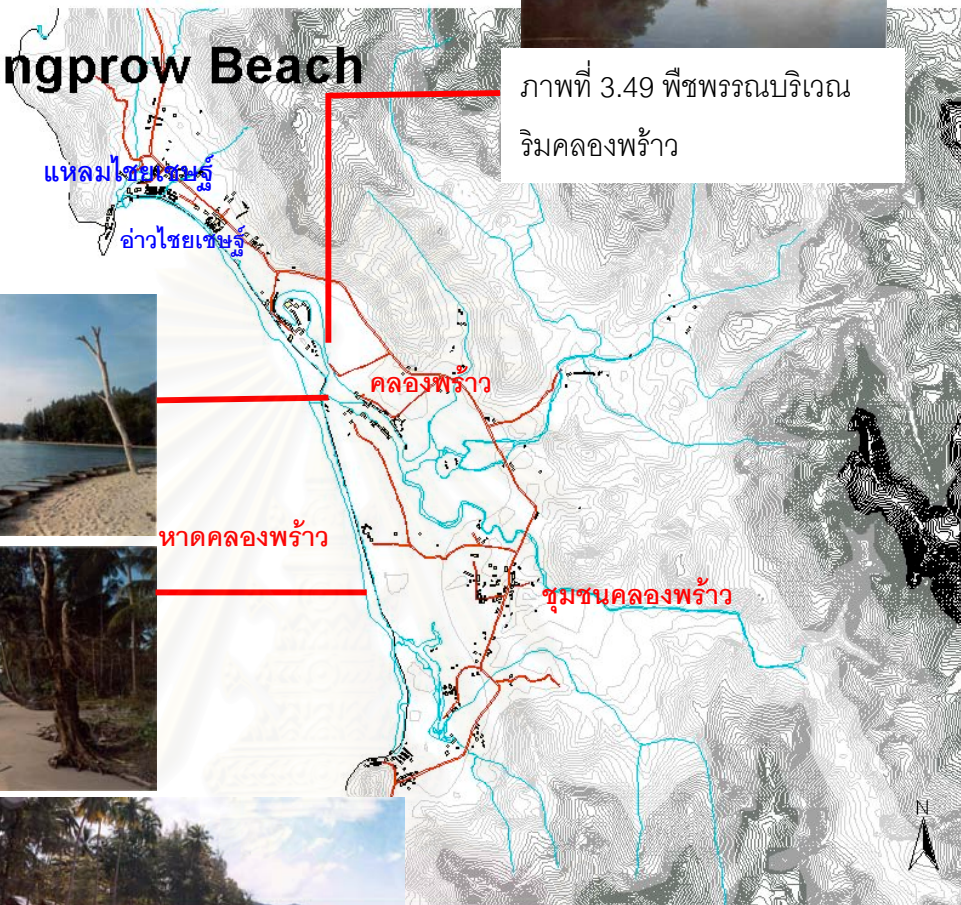 ngprow Beach
ภาพที่ 3.49 พืชพรรณบริเวณ
ริมคลองพร้าว
แหลมไชยเชษฐ์
อ่าวไชยเชษฐ์
คลองพร้าว
หาดคลองพร้าว
ชุมชนคลองพร้าว
N